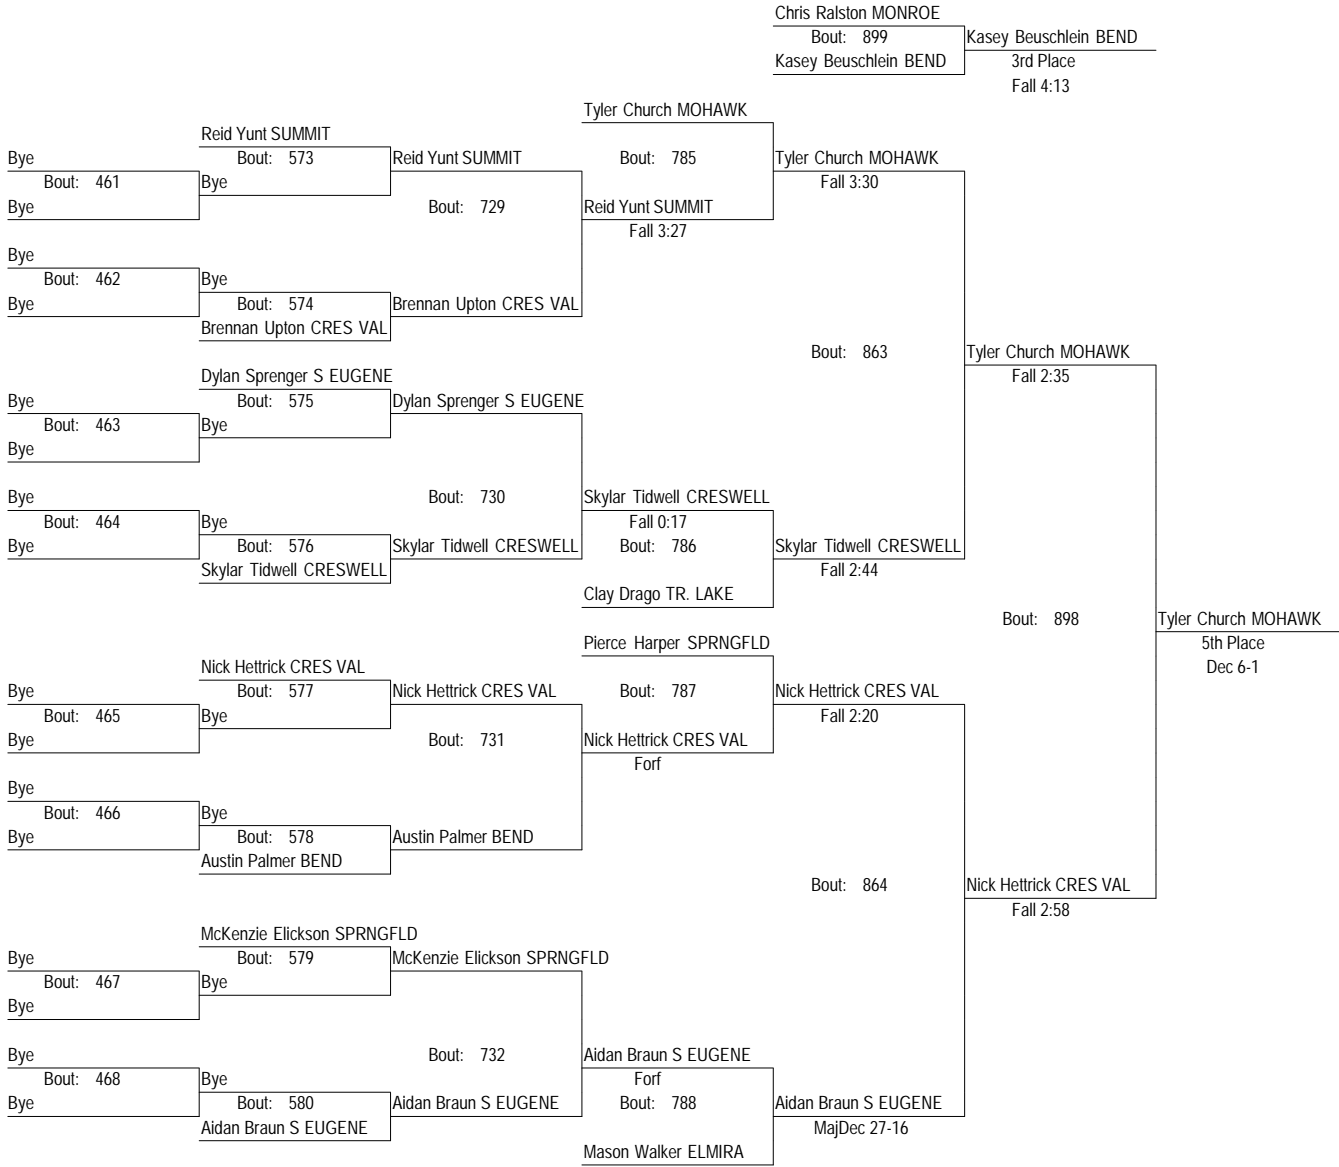 Chris Ralston MONROE
Bout: 899
Kasey Beuschlein BEND
Kasey Beuschlein BEND
3rd Place
Fall 4:13
Bye
Bout: 461
Bye
Bye
Bout: 462
Bye
Bye
Bout: 463
Bye
Bye
Bout: 464
Bye
Bye
Bout: 465
Bye
Bye
Bout: 466
Bye
Bye
Bout: 467
Bye
Bye
Bout: 468
Bye
Reid Yunt SUMMIT
Bout: 573
Bye
Bye
Bout: 574
Brennan Upton CRES VAL
Dylan Sprenger S EUGENE
Bout: 575
Bye
Bye
Bout: 576
Skylar Tidwell CRESWELL
Nick Hettrick CRES VAL
Bout: 577
Bye
Bye
Bout: 578
Austin Palmer BEND
McKenzie Elickson SPRNGFLD
Bout: 579
Bye
Bye
Bout: 580
Aidan Braun S EUGENE
Reid Yunt SUMMIT
Bout: 729
Brennan Upton CRES VAL
Dylan Sprenger S EUGENE
Bout: 730
Skylar Tidwell CRESWELL
Nick Hettrick CRES VAL
Bout: 731
Austin Palmer BEND
McKenzie Elickson SPRNGFLD
Bout: 732
Aidan Braun S EUGENE
Tyler Church MOHAWK
Bout: 785
Reid Yunt SUMMIT
Fall 3:27
Skylar Tidwell CRESWELL
Fall 0:17
Bout: 786
Clay Drago TR. LAKE
Pierce Harper SPRNGFLD
Bout: 787
Nick Hettrick CRES VAL
Forf
Aidan Braun S EUGENE
Forf
Bout: 788
Mason Walker ELMIRA
Tyler Church MOHAWK
Fall 3:30
Bout: 863
Skylar Tidwell CRESWELL
Fall 2:44
Nick Hettrick CRES VAL
Fall 2:20
Bout: 864
Aidan Braun S EUGENE
MajDec 27-16
Tyler Church MOHAWK
Fall 2:35
Bout: 898
Nick Hettrick CRES VAL
Fall 2:58
Tyler Church MOHAWK
5th Place
Dec 6-1